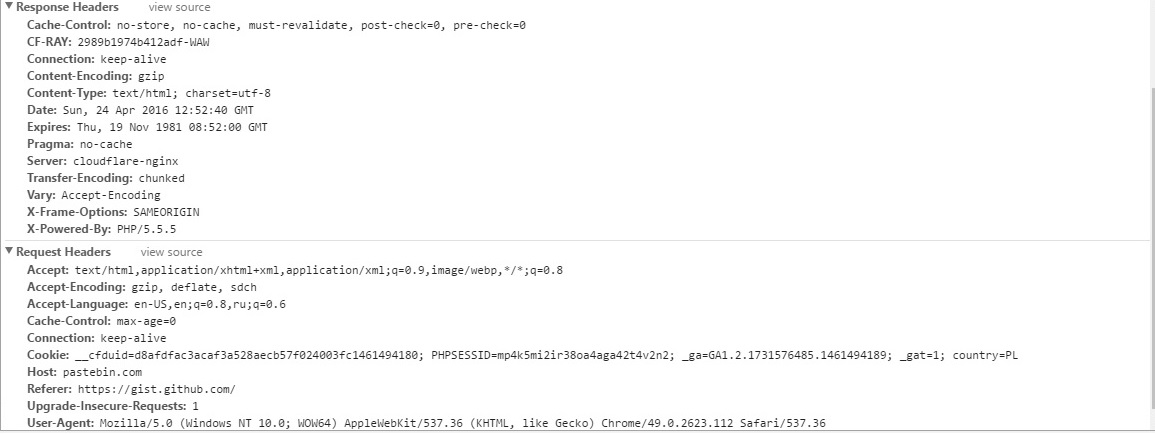 Response Headers view source
Cache-Control: no-store, no-cache, must-revalidate, post-check=0, pre-check=0
CF-RAY: 2989b1974b412adf-WAW
Connection: keep-alive
Content-Encoding: gzip
Content-Type: text/html; charset=utf-8
Date: Sun, 24 Apr 2016 12:52:40 GMT
Expires: Thu, 19 Nov 1981 08:52:00 GMT
Pragma: no-cache
Server: cloudflare-nginx
Transfer-Encoding: chunked
Vary: Accept-Encoding
X-Frame-Options: SAMEORIGIN
X-Powered-By: PHP/5.5.5
Request Headers view source
Accept: text/html,application/xhtml+xml,application/xml;q=0.9,image/webp,*/*;q=0.8
Accept-Encoding: gzip, deflate, sdch
Accept-Language: en-US,en;q=0.8,ru;q=0.6
Cache-Control: max-age=0
Connection: keep-alive
Cookie: __cfduid=d8afdfac3acaf3a528aecb57f024003fc1461494180; PHPSESSID=mp4k5mi2ir38oa4aga42t4v2n2; _ga=GA1.2.1731576485.1461494189; _gat=1; country=PL
Host: pastebin.com
Referer: https://gist.github.com/
Upgrade-Insecure-Requests: 1
User-Agent: Mozilla/5.0 (Windows NT 10.0; WOW64) AppleWebKit/537.36 (KHTML, like Gecko) Chrome/49.0.2623.112 Safari/537.36